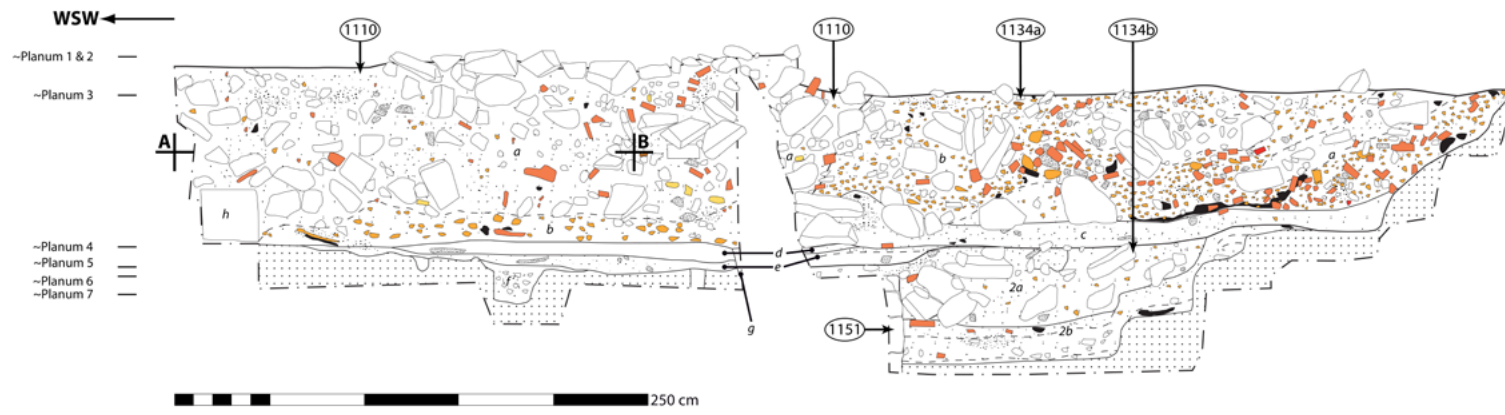 WSW
1110
1110
1134a
1134b
~Planum 1 & 2
~Planum 3
A
B
a
a
b
a
h
b
c
~Planum 4
d
~Planum 5
e
~Planum 6
f
2a
~Planum 7
g
1151
2b
250 cm